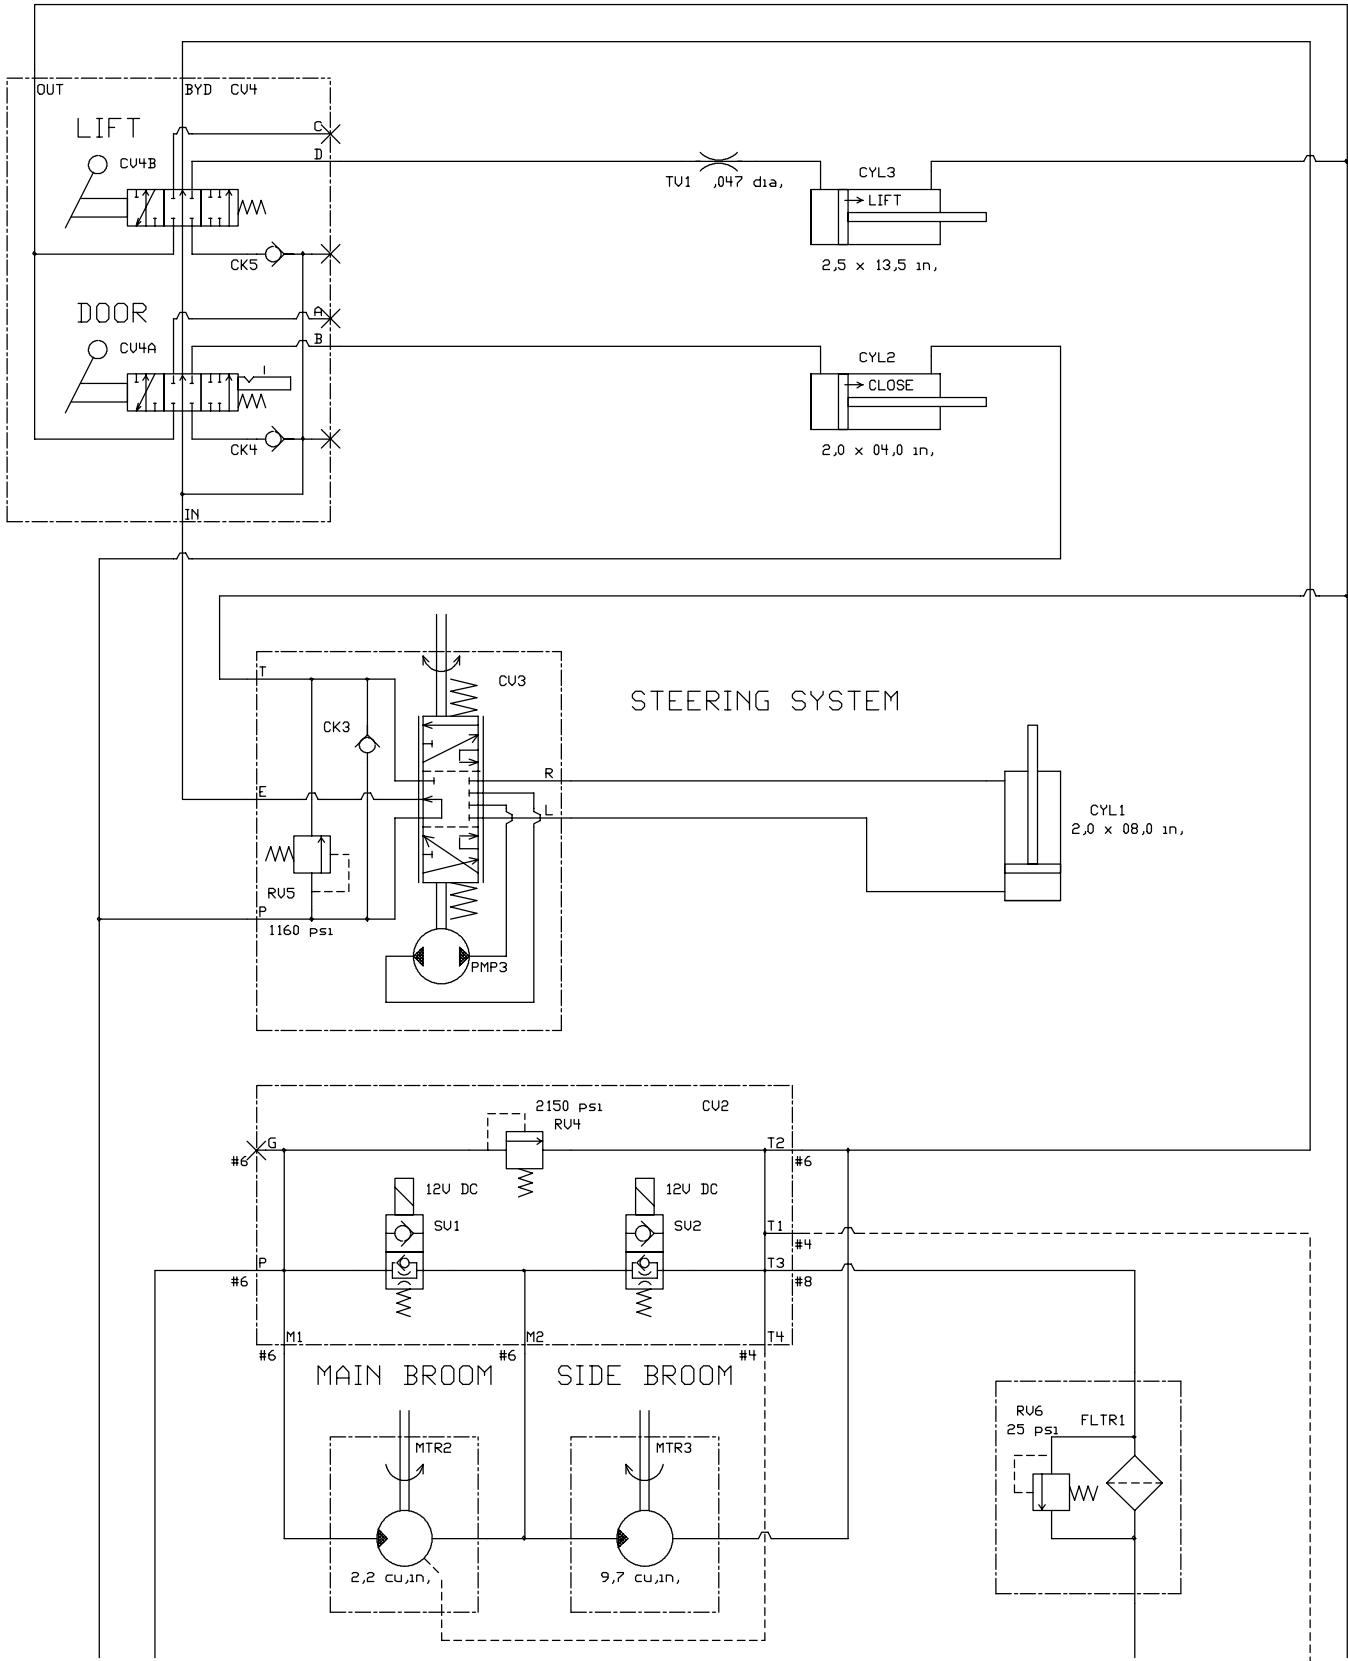 OUT
BYD CV4
LIFT
C
CV4B
D
TV1 ,047 dia,
CYL3
LIFT
CK5
2,5 x 13,5 in,
DOOR
A
CV4A
B
CYL2
CLOSE
CK4
2,0 x 04,0 in,
IN
T
CV3
STEERING SYSTEM
CK3
R
E
L
CYL1
2,0 x 08,0 in,
RV5
P
1160 psi
PMP3
2150 psi
CV2
RV4
G
T2
#6
#6
12V DC
12V DC
SV1
SV2
T1
#4
P
T3
#6
#8
M1
M2
T4
#6
#6
#4
MAIN BROOM
SIDE BROOM
RV6
25 psi
FLTR1
MTR2
MTR3
2,2 cu,in,
9,7 cu,in,